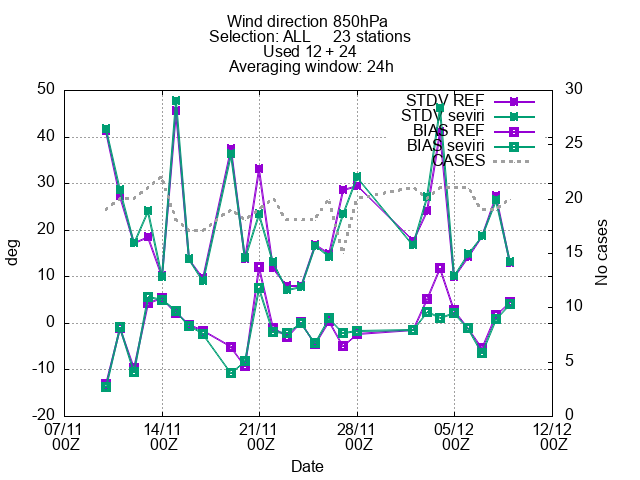 Wind direction 850hPa
Selection: ALL 23 stations
Used 12 + 24
Averaging window: 24h
STDV REF
STDV seviri
BIAS REF
BIAS seviri
CASES
50
40
30
20
10
0
-10
-20
30
25
20
15
10
5
0
deg
No cases
07/11 14/11 21/11 28/11 05/12 12/12
00Z 00Z 00Z 00Z 00Z 00Z
Date